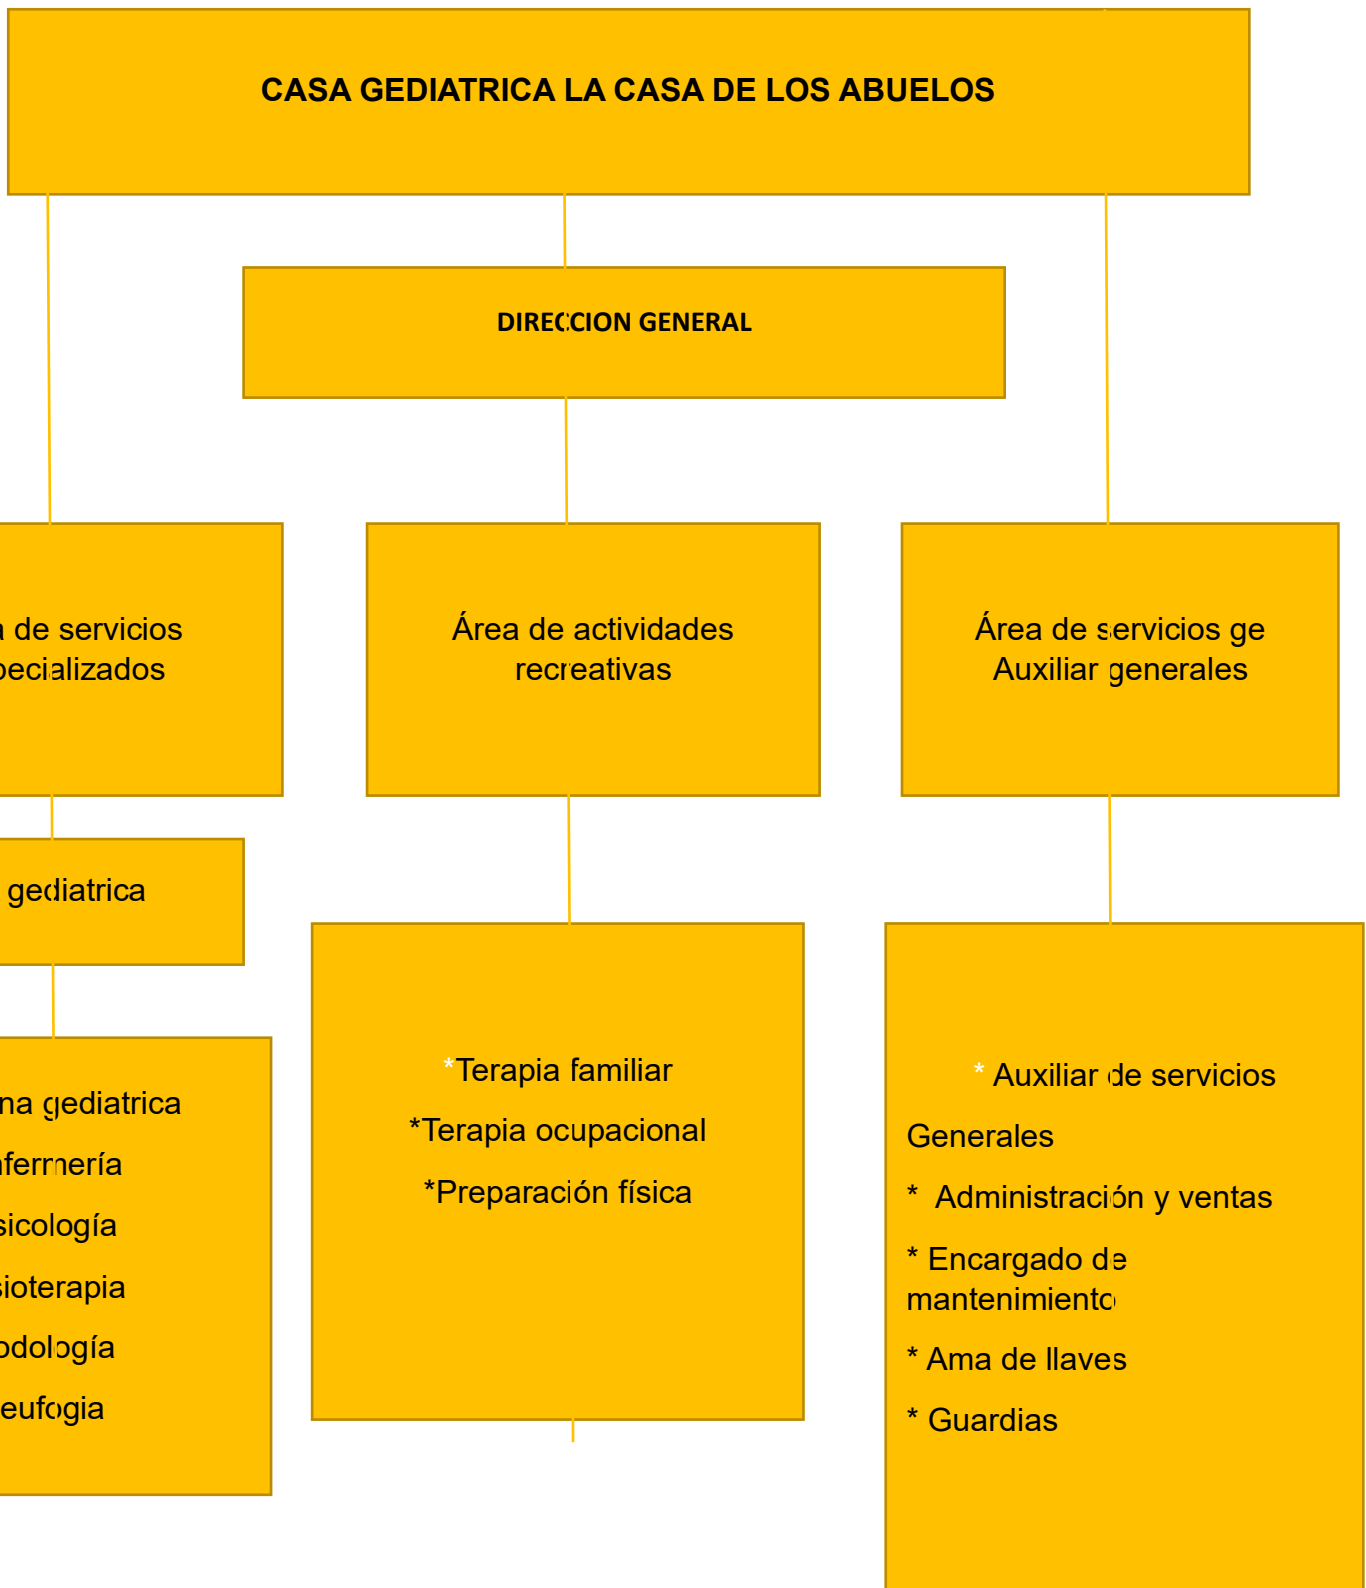 CASA GEDIATRICA LA CASA DE LOS ABUELOS
DIRECCION GENERAL
de servicios
Área de actividades
recreativas
Área de servicios ge
Auxiliar generales
gediatrica
gediatrica
*Terapia familiar
*Terapia ocupacional
*Preparación física
* Auxiliar de servicios
Generales
* Administración y ventas
* Encargado de
mantenimiento
* Ama de llaves
* Guardias